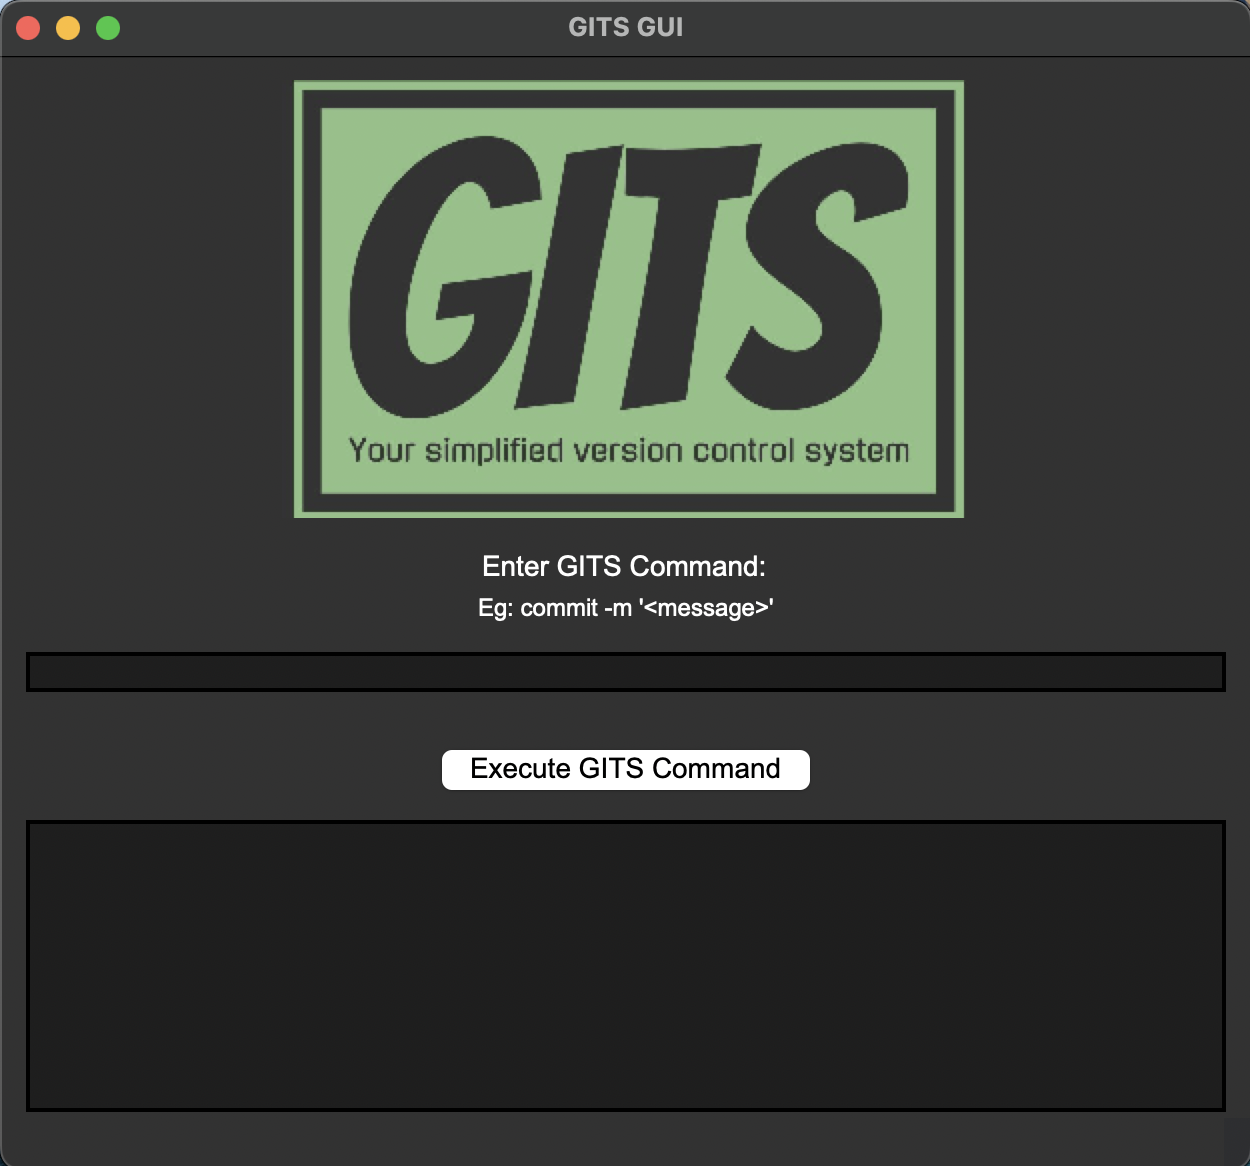 GITS GUI
GITS
Your simplified version control system
Enter GITS Command:
Eg: commit -m '<message>'
Execute GITS Command